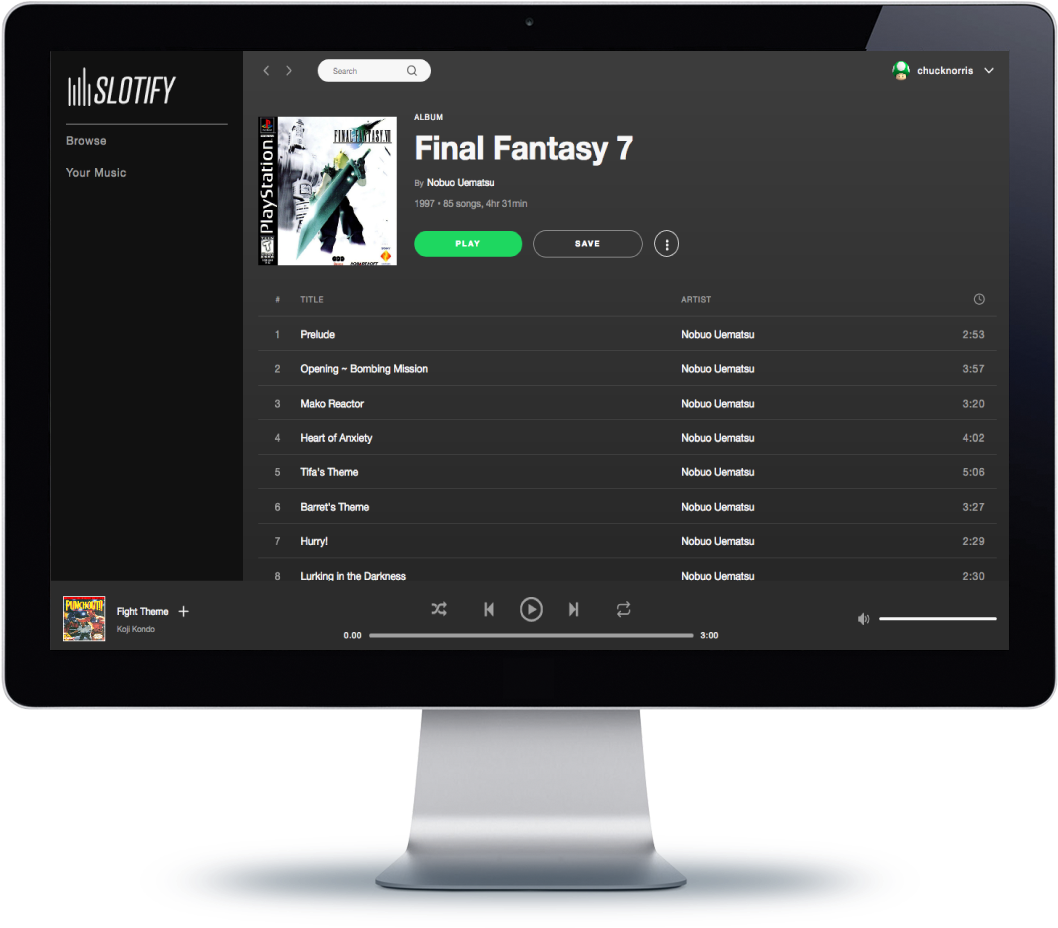 SLOTIFY
Browse
Your Music
Search
chucknorris
PlayStation
FINAL FANTASY VII
ALBUM
Final Fantasy 7
By Nobuo Uematsu
1997 • 85 songs, 4hr 31min
PLAY
SAVE
# TITLE ARTIST
1 Prelude Nobuo Uematsu 2:53
2 Opening ~ Bombing Mission Nobuo Uematsu 3:57
3 Mako Reactor Nobuo Uematsu 3:20
4 Heart of Anxiety Nobuo Uematsu 4:02
5 Tifa's Theme Nobuo Uematsu 5:06
6 Barret's Theme Nobuo Uematsu 3:27
7 Hurry! Nobuo Uematsu 2:29
8 Lurking in the Darkness Nobuo Uematsu 2:30
PUNCH-OUT!!
Fight Theme +
Koji Kondo
0.00
3:00